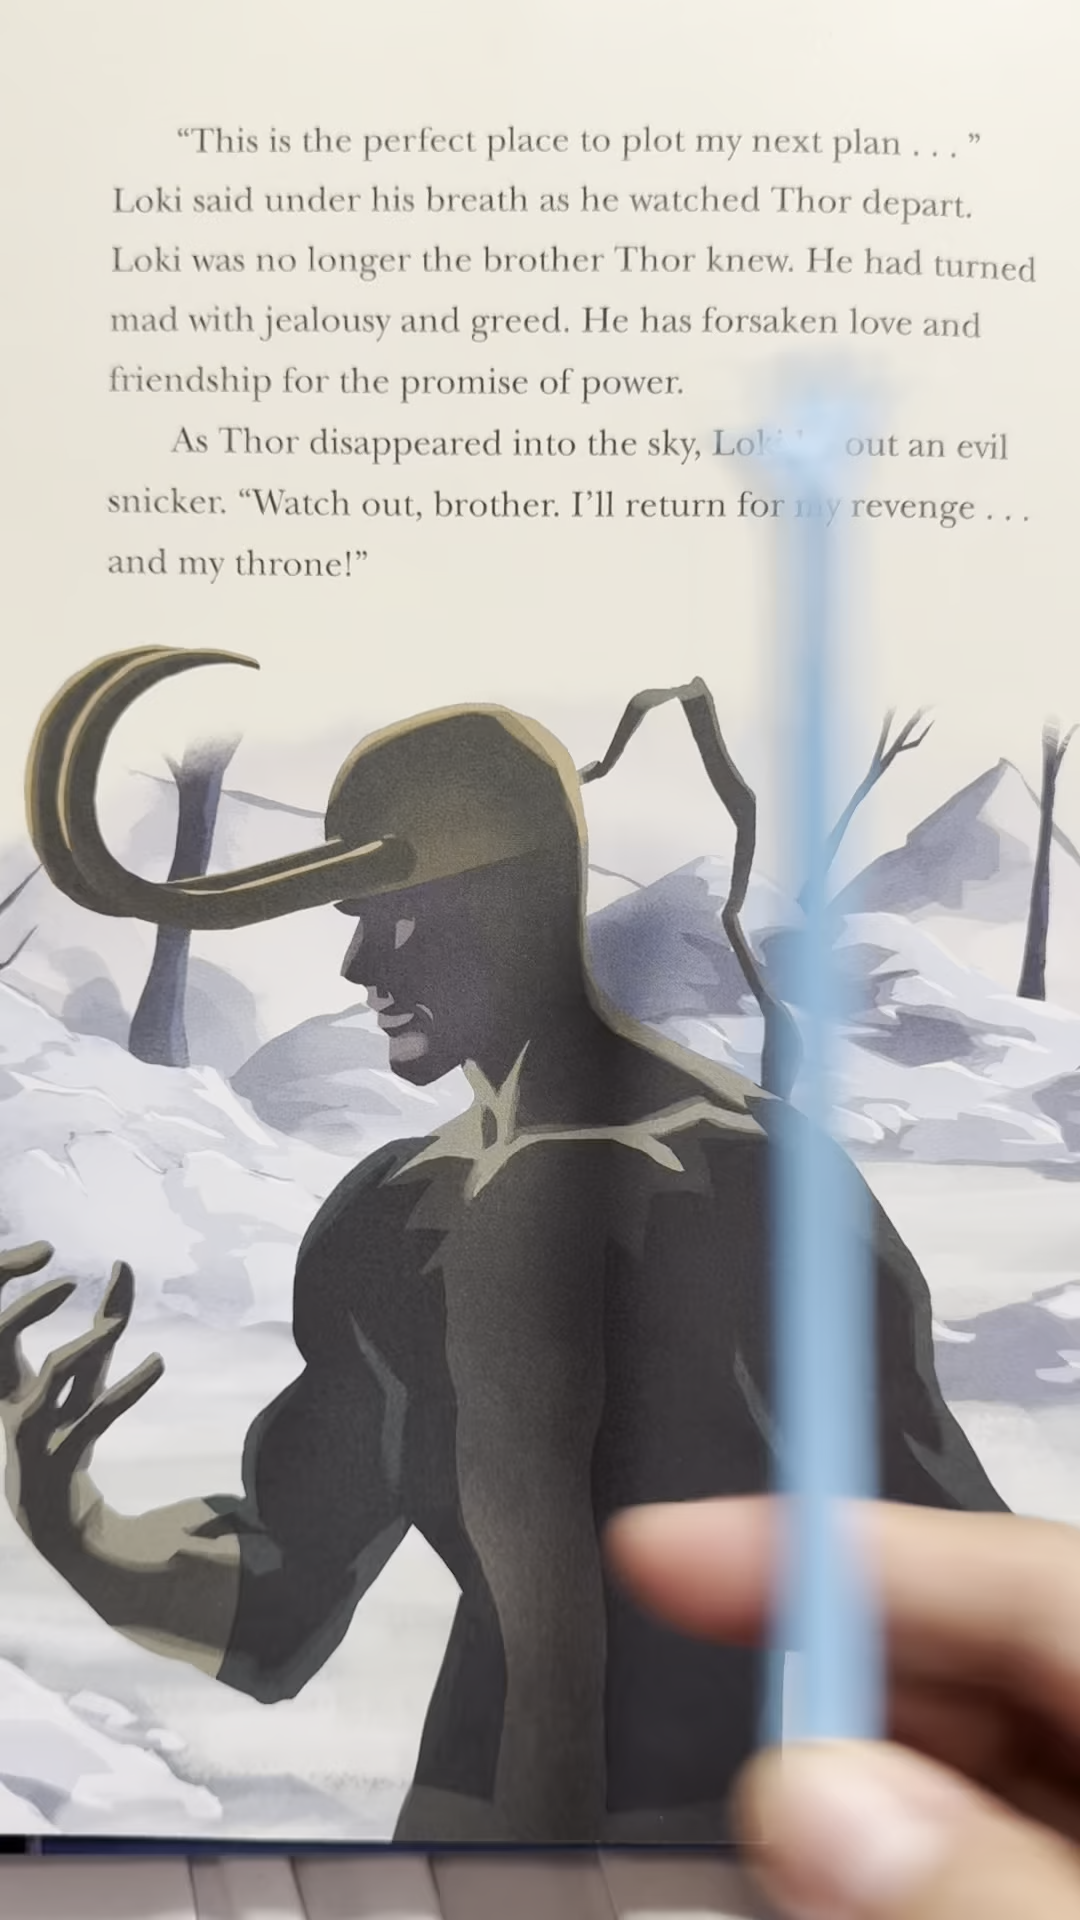 “This is the perfect place to plot my next plan . . . ”
Loki said under his breath as he watched Thor depart.
Loki was no longer the brother Thor knew. He had turned
mad with jealousy and greed. He has forsaken love and
friendship for the promise of power.
As Thor disappeared into the sky, Loki out an evil
snicker. “Watch out, brother. I’ll return for my revenge . . .
and my throne!”